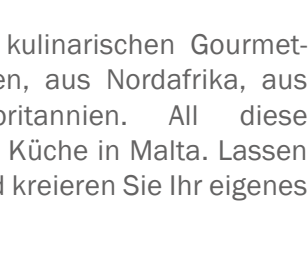 kulinarischen Gourmet-
en, aus Nordafrika, aus
britannien. All diese
Küche in Malta. Lassen
d kreieren Sie Ihr eigenes